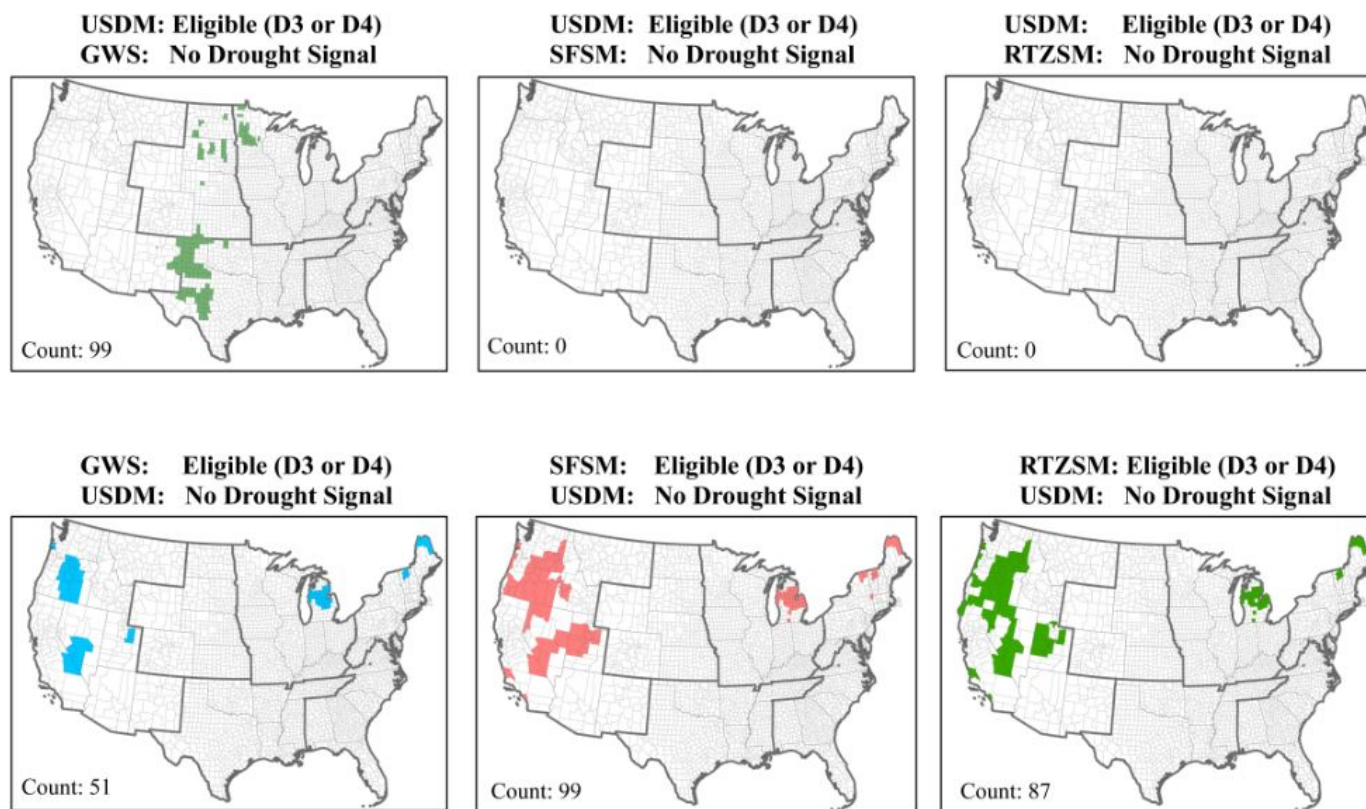 USDM: Eligible (D3 or D4)
GWS: No Drought Signal
Count: 99
USDM: Eligible (D3 or D4)
SFSM: No Drought Signal
Count: 0
USDM: Eligible (D3 or D4)
RTZSM: No Drought Signal
Count: 0
GWS: Eligible (D3 or D4)
USDM: No Drought Signal
Count: 51
SFSM: Eligible (D3 or D4)
USDM: No Drought Signal
Count: 99
RTZSM: Eligible (D3 or D4)
USDM: No Drought Signal
Count: 87